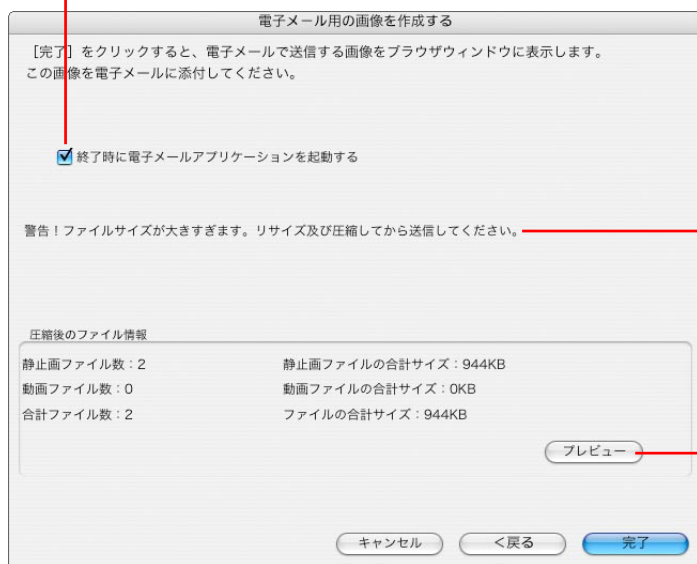 電子メール用の画像を作成する
［完了］をクリックすると、電子メールで送信する画像をブラウザウィンドウに表示します。
この画像を電子メールに添付してください。
終了時に電子メールアプリケーションを起動する
警告！ファイルサイズが大きすぎます。リサイズ及び圧縮してから送信してください。
圧縮後のファイル情報
静止画ファイル数：2 静止画ファイルの合計サイズ：944KB
動画ファイル数：0 動画ファイルの合計サイズ：0KB
合計ファイル数：2 ファイルの合計サイズ：944KB
プレビュー
キャンセル <戻る 完了